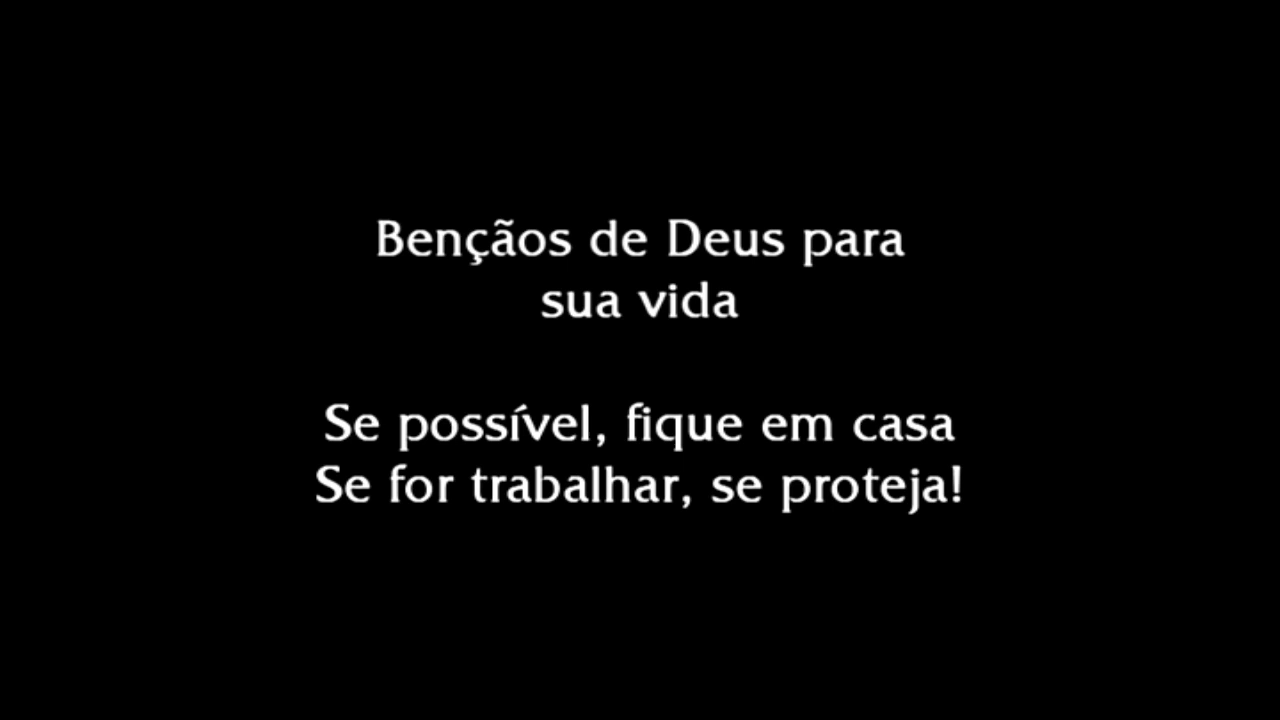 Bençãos de Deus para
sua vida
Se possível, fique em casa
Se for trabalhar, se proteja!